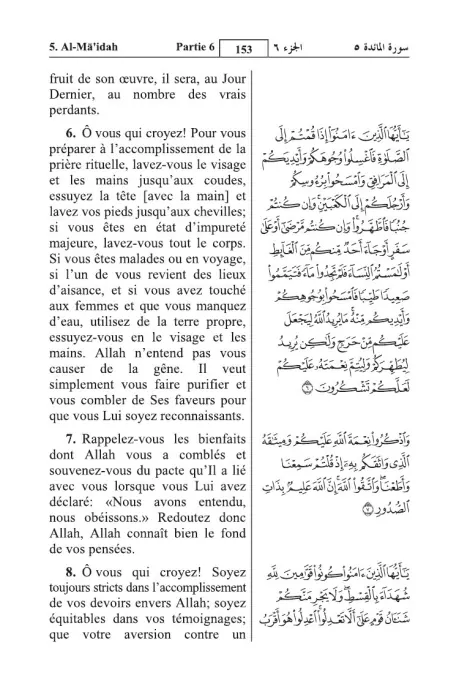 5. Al-Mā'idah Partie 6 153 الجزء ٦ سورة المائدة ٥
fruit de son œuvre, il sera, au Jour
Dernier, au nombre des vrais
perdants.
6. Ô vous qui croyez! Pour vous
préparer à l'accomplissement de la
prière rituelle, lavez-vous le visage
et les mains jusqu'aux coudes,
essuyez la tête [avec la main] et
lavez vos pieds jusqu'aux chevilles;
si vous êtes en état d'impureté
majeure, lavez-vous tout le corps.
Si vous êtes malades ou en voyage,
si l'un de vous revient des lieux
d'aisance, et si vous avez touché
aux femmes et que vous manquez
d'eau, utilisez de la terre propre,
essuyez-vous en le visage et les
mains. Allah n'entend pas vous
causer de la gêne. Il veut
simplement vous faire purifier et
vous combler de Ses faveurs pour
que vous Lui soyez reconnaissants.
7. Rappelez-vous les bienfaits
dont Allah vous a comblés et
souvenez-vous du pacte qu'Il a lié
avec vous lorsque vous Lui avez
déclaré: «Nous avons entendu,
nous obéissons.» Redoutez donc
Allah, Allah connaît bien le fond
de vos pensées.
8. Ô vous qui croyez! Soyez
toujours stricts dans l'accomplissement
de vos devoirs envers Allah; soyez
équitables dans vos témoignages;
que votre aversion contre un
يَـٰٓأَيُّهَا ٱلَّذِينَ ءَامَنُوٓا۟ إِذَا قُمْتُمْ إِلَى
ٱلصَّلَوٰةِ فَٱغْسِلُوا۟ وُجُوهَكُمْ وَأَيْدِيَكُمْ
إِلَى ٱلْمَرَافِقِ وَٱمْسَحُوا۟ بِرُءُوسِكُمْ
وَأَرْجُلَكُمْ إِلَى ٱلْكَعْبَيْنِ ۚ وَإِن كُنتُمْ
جُنُبًا فَٱطَّهَّرُوا۟ ۚ وَإِن كُنتُم مَّرْضَىٰٓ أَوْ عَلَىٰ
سَفَرٍ أَوْ جَآءَ أَحَدٌ مِّنكُم مِّنَ ٱلْغَآئِطِ
أَوْ لَـٰمَسْتُمُ ٱلنِّسَآءَ فَلَمْ تَجِدُوا۟ مَآءً فَتَيَمَّمُوا۟
صَعِيدًا طَيِّبًا فَٱمْسَحُوا۟ بِوُجُوهِكُمْ
وَأَيْدِيكُم مِّنْهُ ۚ مَا يُرِيدُ ٱللَّهُ لِيَجْعَلَ
عَلَيْكُم مِّنْ حَرَجٍ وَلَـٰكِن يُرِيدُ
لِيُطَهِّرَكُمْ وَلِيُتِمَّ نِعْمَتَهُۥ عَلَيْكُمْ
لَعَلَّكُمْ تَشْكُرُونَ ٦
وَٱذْكُرُوا۟ نِعْمَةَ ٱللَّهِ عَلَيْكُمْ وَمِيثَـٰقَهُ
ٱلَّذِى وَاثَقَكُم بِهِۦٓ إِذْ قُلْتُمْ سَمِعْنَا
وَأَطَعْنَا ۖ وَٱتَّقُوا۟ ٱللَّهَ ۚ إِنَّ ٱللَّهَ عَلِيمٌۢ بِذَاتِ
ٱلصُّدُورِ ٧
يَـٰٓأَيُّهَا ٱلَّذِينَ ءَامَنُوا۟ كُونُوا۟ قَوَّٰمِينَ لِلَّهِ
شُهَدَآءَ بِٱلْقِسْطِ ۖ وَلَا يَجْرِمَنَّكُمْ
شَنَـَٔانُ قَوْمٍ عَلَىٰٓ أَلَّا تَعْدِلُوا۟ ۚ ٱعْدِلُوا۟ هُوَ أَقْرَبُ